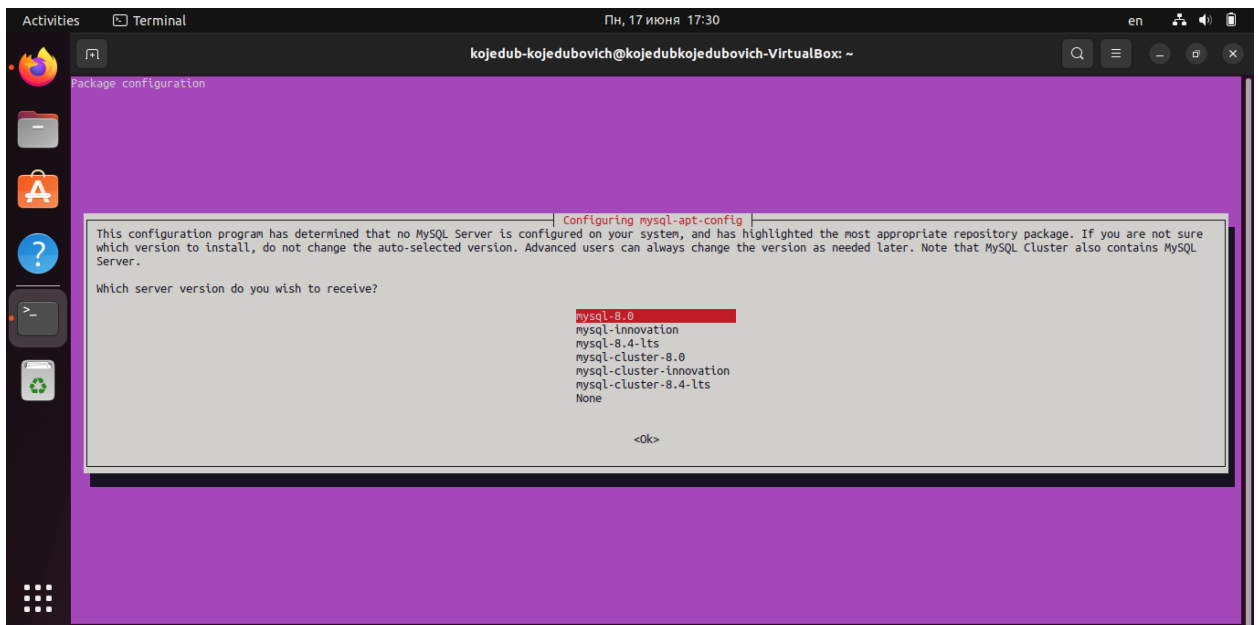 Activities
Terminal
Пн, 17 июня 17:30
en
kojedub-kojedubovich@kojedubkojedubovich-VirtualBox: ~
Package configuration
Configuring mysql-apt-config
This configuration program has determined that no MySQL Server is configured on your system, and has highlighted the most appropriate repository package. If you are not sure
which version to install, do not change the auto-selected version. Advanced users can always change the version as needed later. Note that MySQL Cluster also contains MySQL
Server.
Which server version do you wish to receive?
mysql-8.0
mysql-innovation
mysql-8.4-lts
mysql-cluster-8.0
mysql-cluster-innovation
mysql-cluster-8.4-lts
None
<Ok>